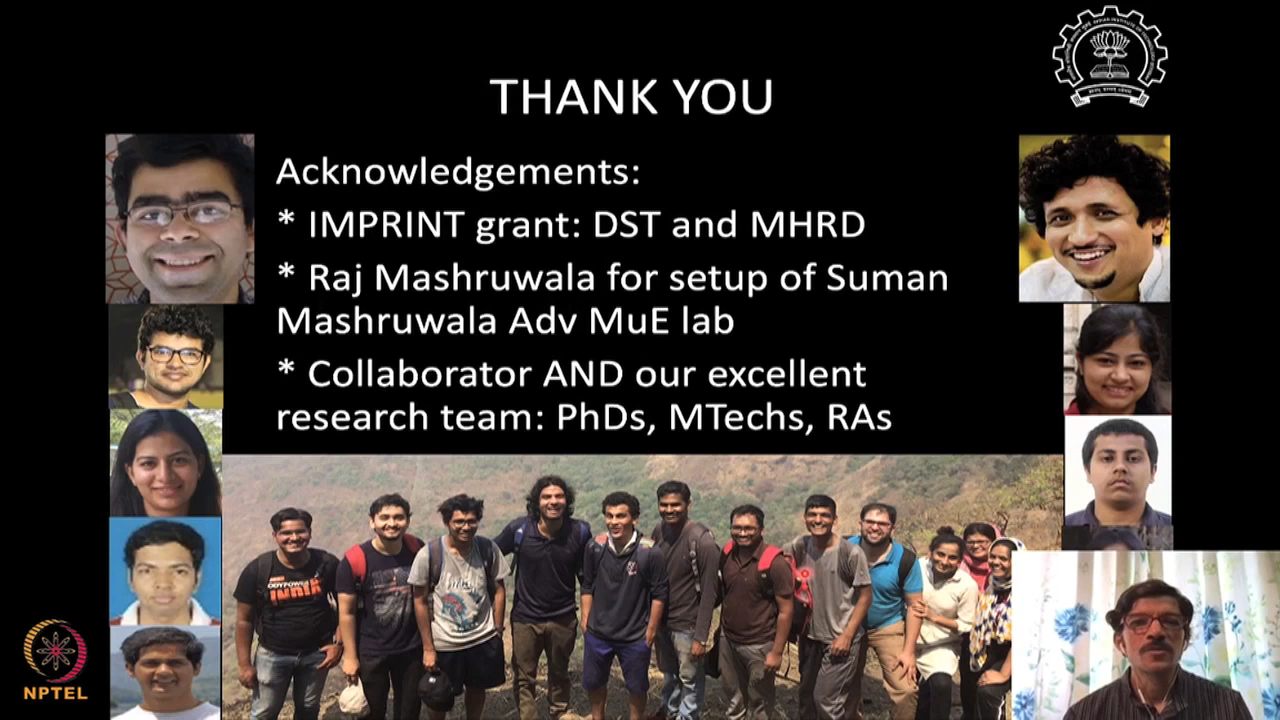 THANK YOU
Acknowledgements:
* IMPRINT grant: DST and MHRD
* Raj Mashruwala for setup of Suman
Mashruwala Adv MuE lab
* Collaborator AND our excellent
research team: PhDs, MTechs, RAs
INDIA
NPTEL